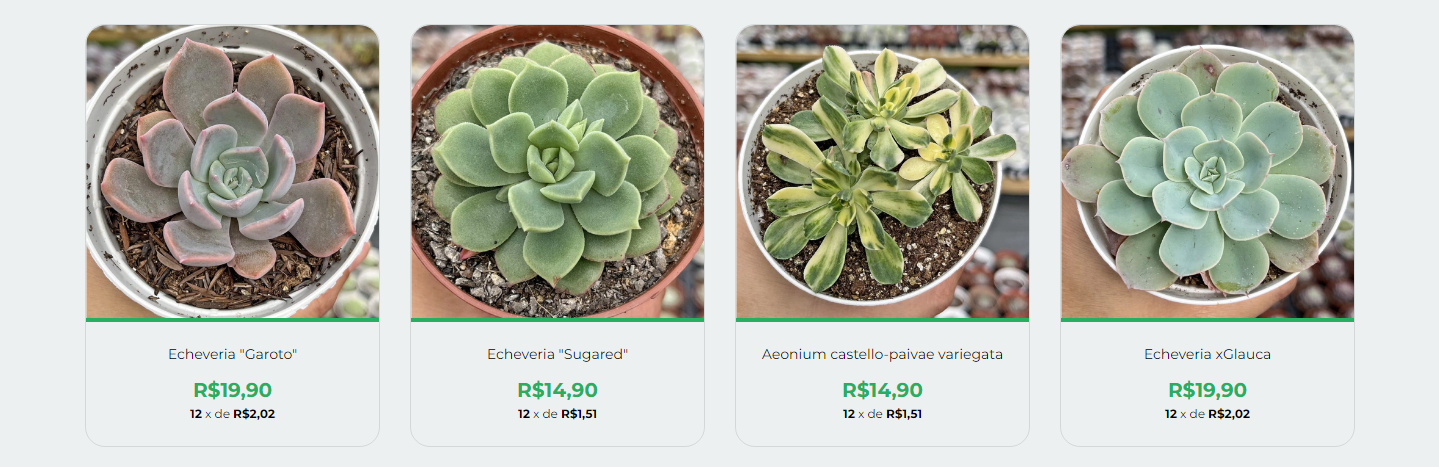 Echeveria "Garoto"
R$19,90
12 x de R$2,02
Echeveria "Sugared"
R$14,90
12 x de R$1,51
Aeonium castello-paivae variegata
R$14,90
12 x de R$1,51
Echeveria xGlauca
R$19,90
12 x de R$2,02